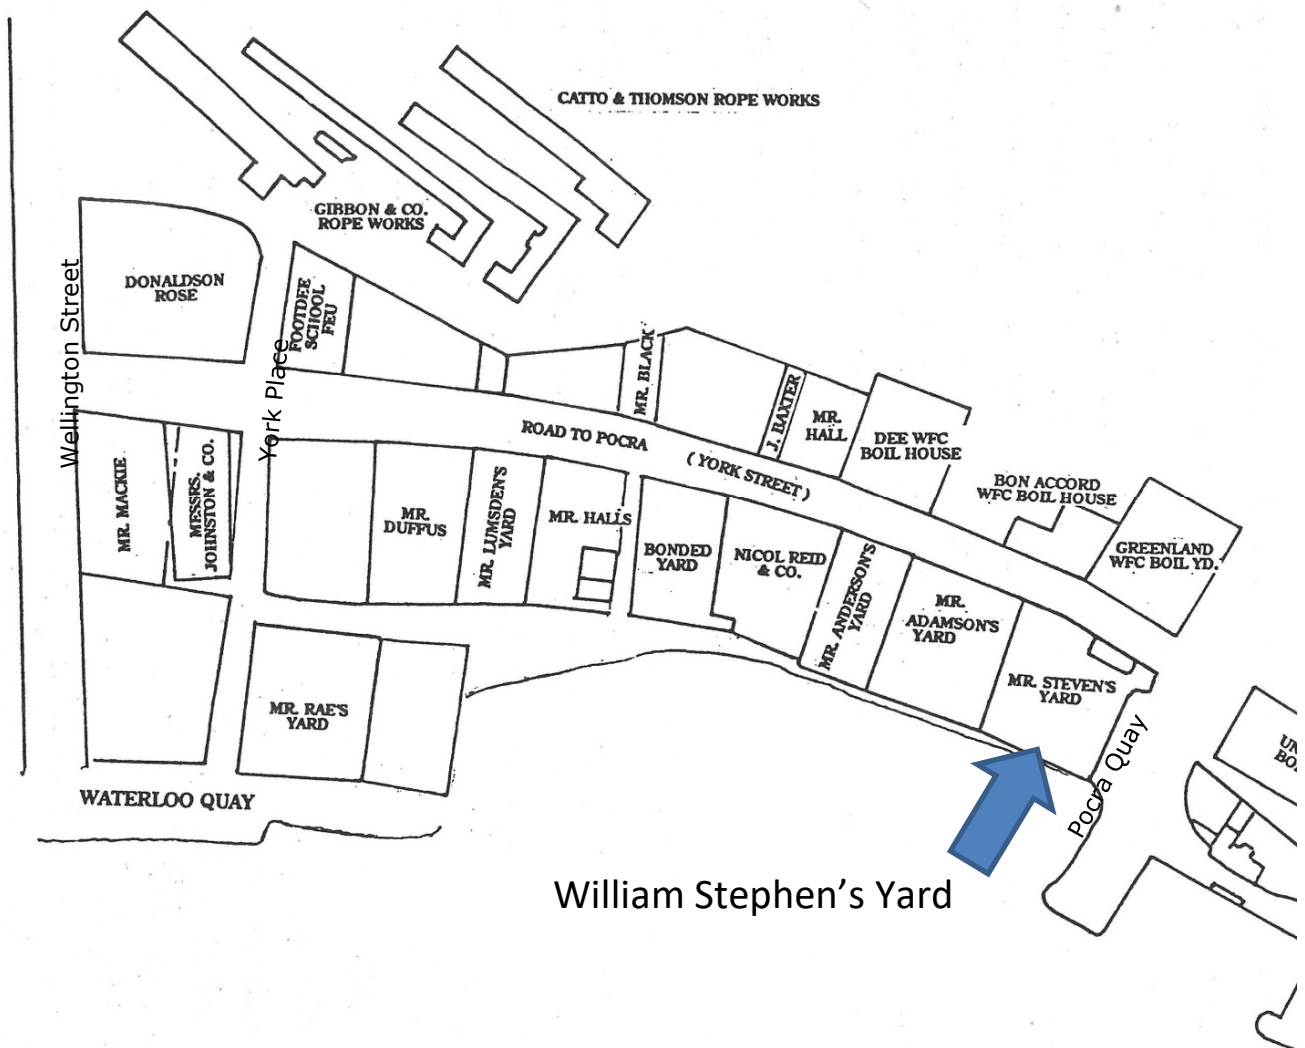 CATTO & THOMSON ROPE WORKS
GIBBON & CO.
ROPE WORKS
DONALDSON
ROSE
FOOTDEE
SCHOOL
FEU
Wellington Street
York Place
MR. BLACK
J. BAXTER
MR.
HALL
DEE WFC
BOIL HOUSE
ROAD TO POCRA
( YORK STREET )
BON ACCORD
WFC BOIL HOUSE
GREENLAND
WFC BOIL YD.
MR. MACKIE
MESSRS.
JOHNSTON & CO.
MR.
DUFFUS
MR. LUMSDEN'S
YARD
MR. HALLS
BONDED
YARD
NICOL REID
& CO.
MR. ANDERSON'S
YARD
MR.
ADAMSON'S
YARD
MR. STEVEN'S
YARD
MR. RAE'S
YARD
Pocra Quay
UN
BO
WATERLOO QUAY
William Stephen’s Yard